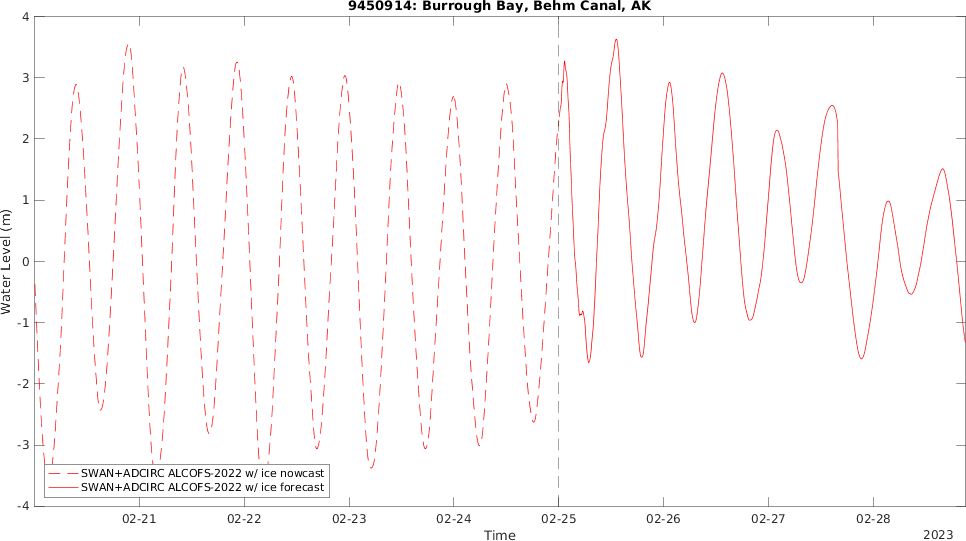 9450914: Burrough Bay, Behm Canal, AK
4
3
2
1
0
-1
-2
-3
-4
Water Level (m)
SWAN+ADCIRC ALCOFS-2022 w/ ice nowcast
SWAN+ADCIRC ALCOFS-2022 w/ ice forecast
02-21 02-22 02-23 02-24 02-25 02-26 02-27 02-28
Time
2023